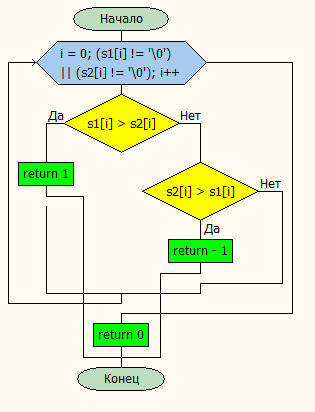 Начало
i = 0; (s1[i] != '\0')
|| (s2[i] != '\0'); i++
Да
s1[i] > s2[i]
Нет
return 1
s2[i] > s1[i]
Нет
Да
return - 1
return 0
Конец